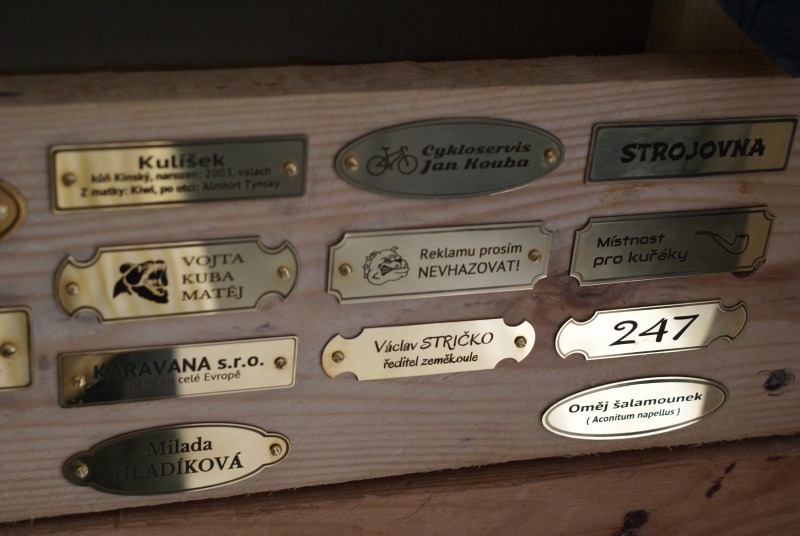 Kulíšek
kůň Kinský, narozen: 2003, valach
Z matky: Kiwi, po otci: Almhirt Tynský
Cykloservis
Jan Kouba
STROJOVNA
VOJTA
KUBA
MATĚJ
Reklamu prosím
NEVHAZOVAT!
Místnost
pro kuřáky
KARAVANA s.r.o.
po celé Evropě
Václav STRIČKO
ředitel zeměkoule
247
Milada
HLADÍKOVÁ
Oměj šalamounek
( Aconitum napellus )